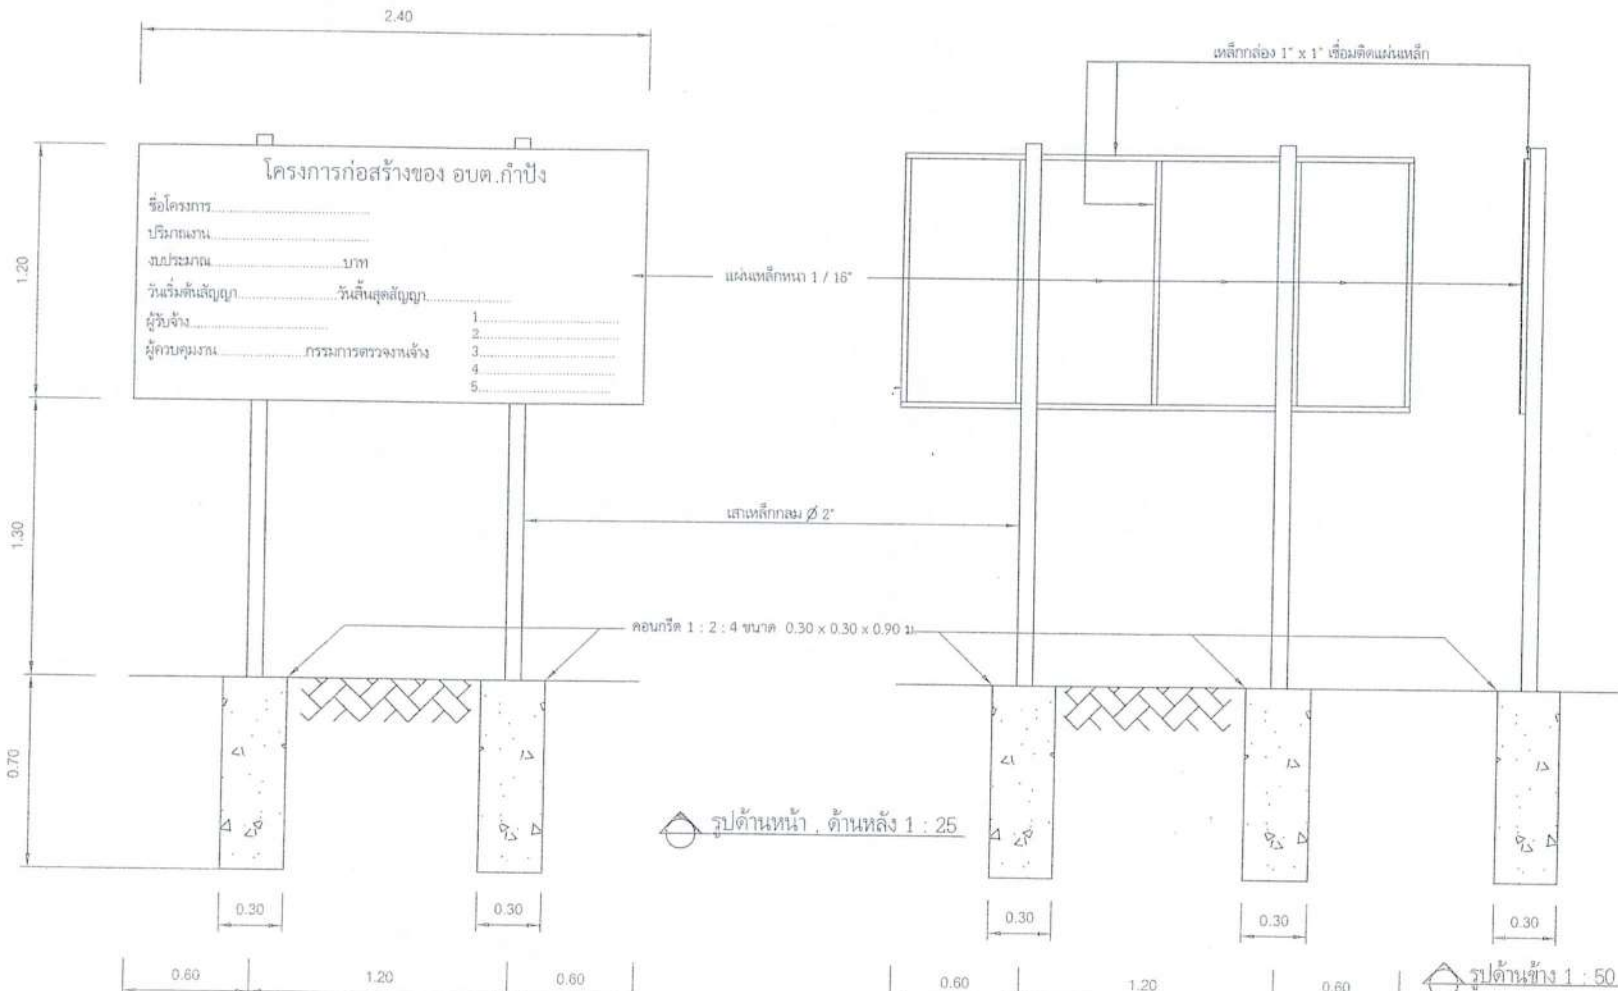 2.40
เหล็กกล่อง 1" x 1" เชื่อมติดแผ่นเหล็ก
โครงการก่อสร้างของ อบต.กำปัง
ชื่อโครงการ..............................
ปริมาณงาน..............................
งบประมาณ..............................บาท
วันเริ่มต้นสัญญา....................วันสิ้นสุดสัญญา....................
ผู้รับจ้าง..............................
ผู้ควบคุมงาน....................กรรมการตรวจงานจ้าง
1..............................
2..............................
3..............................
4..............................
5..............................
1.20
แผ่นเหล็กหนา 1 / 16"
1.30
เสาเหล็กกลม Ø 2"
คอนกรีต 1 : 2 : 4 ขนาด 0.30 x 0.30 x 0.90 ม
0.70
รูปด้านหน้า , ด้านหลัง 1 : 25
0.30
0.30
0.30
0.30
0.30
0.60
1.20
0.60
0.60
1.20
0.60
รูปด้านข้าง 1 : 50